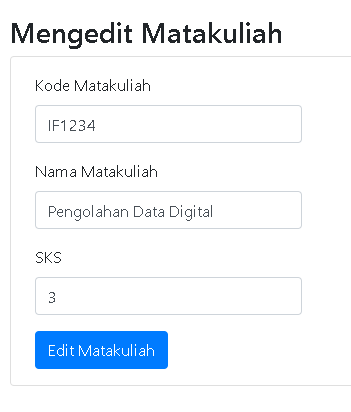 Mengedit Matakuliah
Kode Matakuliah
IF1234
Nama Matakuliah
Pengolahan Data Digital
SKS
3
Edit Matakuliah